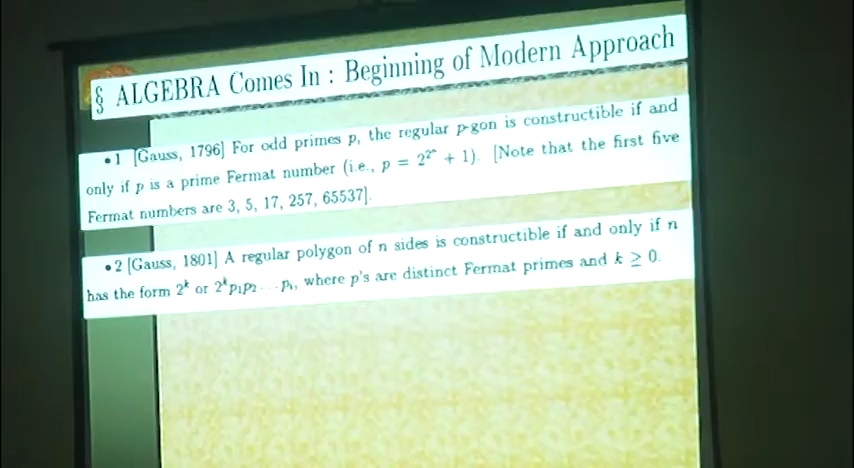 § ALGEBRA Comes In : Beginning of Modern Approach
• 1 [Gauss, 1796] For odd primes p, the regular p-gon is constructible if and
only if p is a prime Fermat number (i.e., p = 2^{2^n} + 1). [Note that the first five
Fermat numbers are 3, 5, 17, 257, 65537].
• 2 [Gauss, 1801] A regular polygon of n sides is constructible if and only if n
has the form 2^k or 2^k p₁p₂...pₕ, where p's are distinct Fermat primes and k ≥ 0.